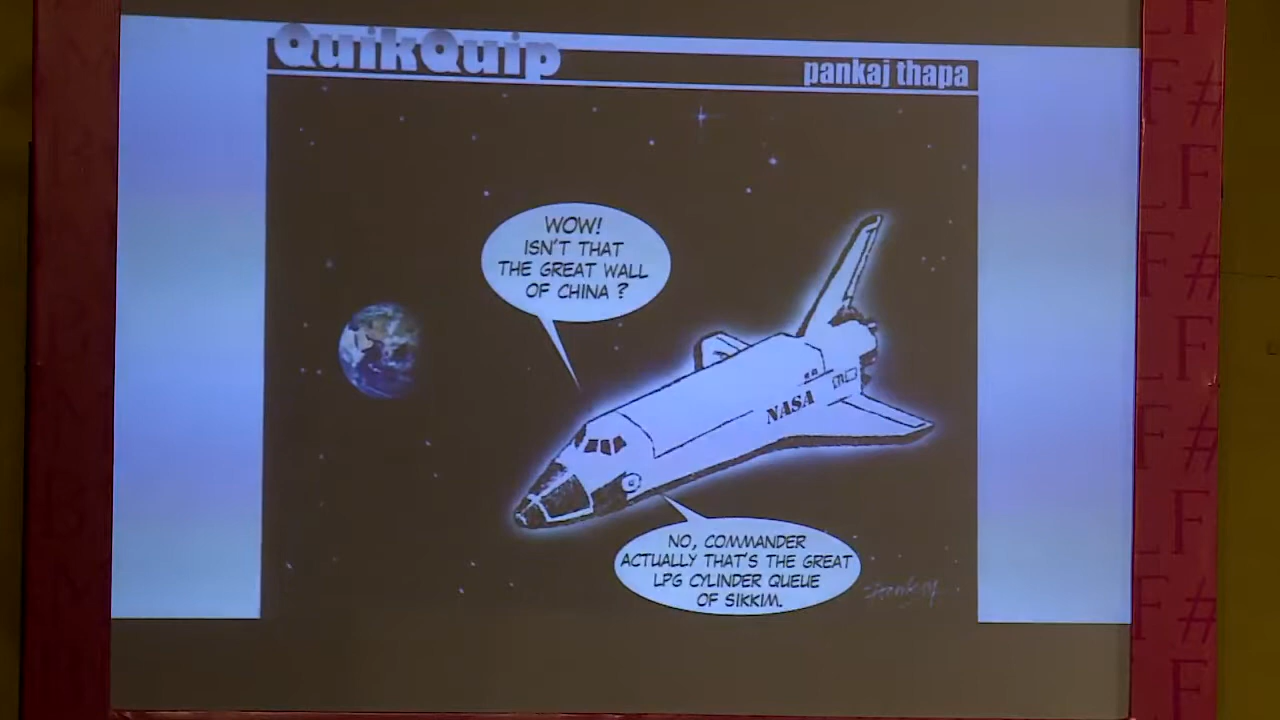 QuikQuip
pankaj thapa
WOW!
ISN'T THAT
THE GREAT WALL
OF CHINA ?
NASA
NO, COMMANDER
ACTUALLY THAT'S THE GREAT
LPG CYLINDER QUEUE
OF SIKKIM.
F
#
F
#
F
#
F
#
F
#
F